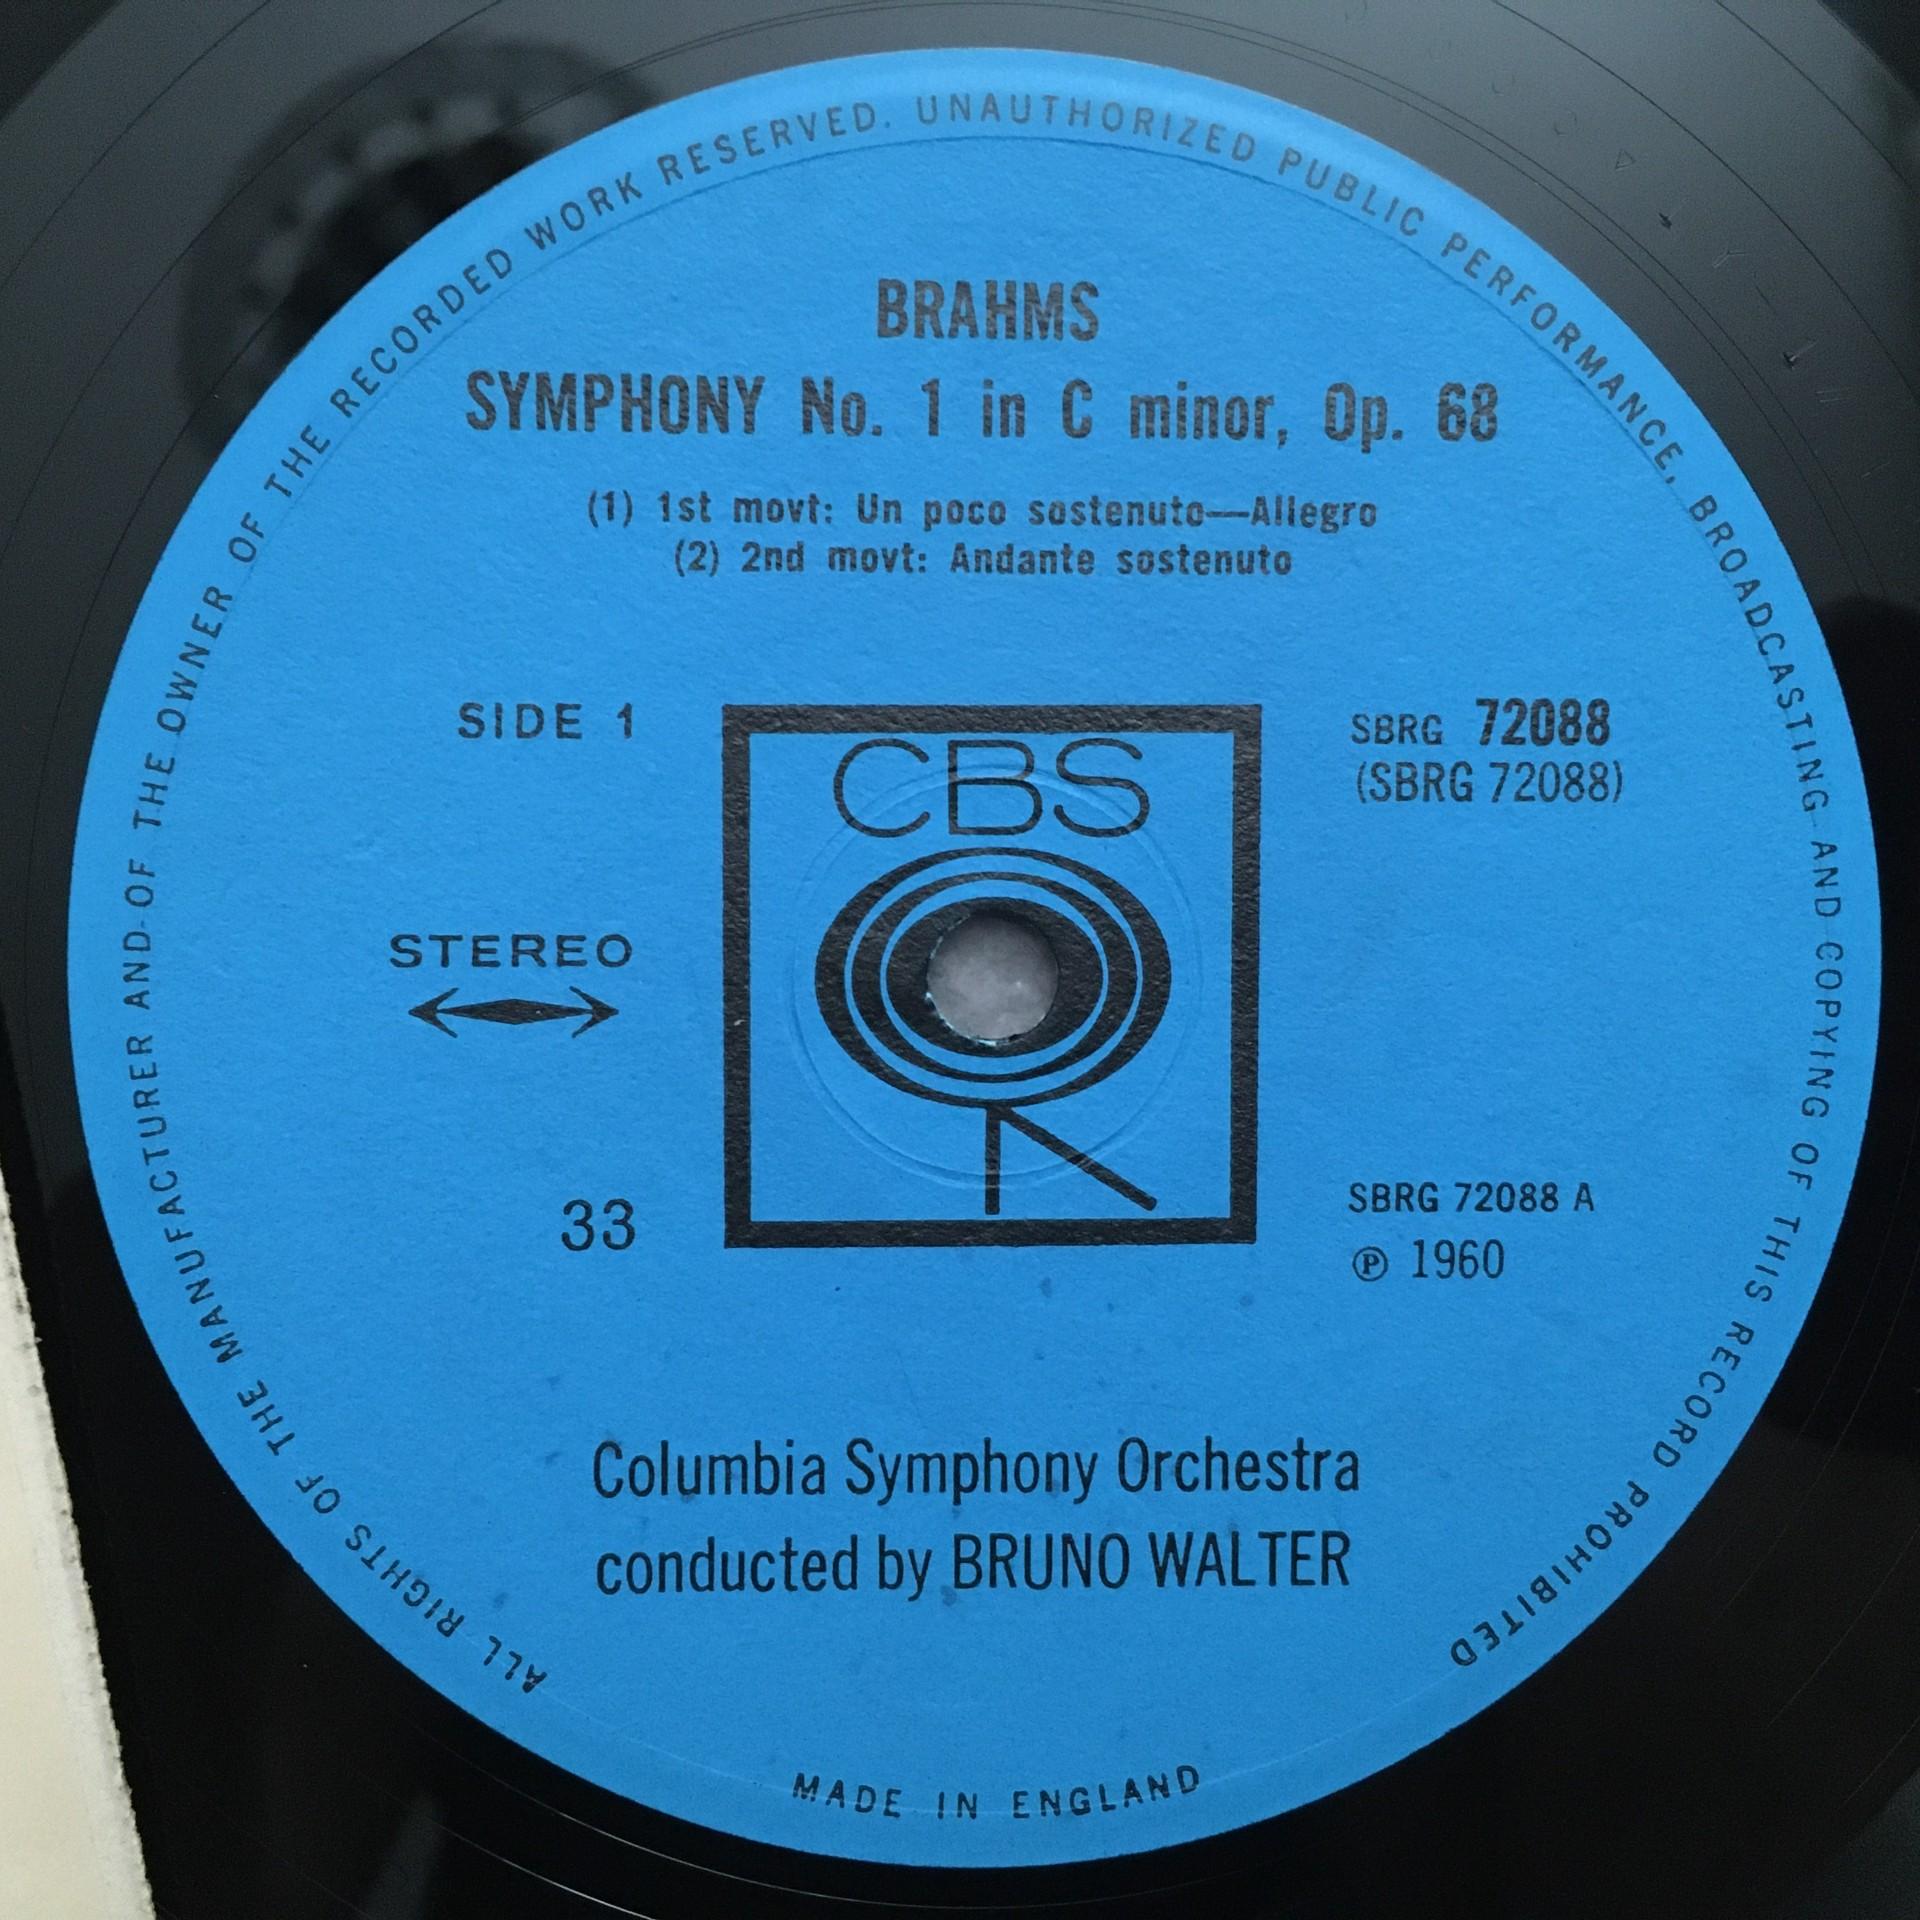 ALL RIGHTS OF THE MANUFACTURER AND OF THE OWNER OF THE RECORDED WORK RESERVED. UNAUTHORIZED PUBLIC PERFORMANCE, BROADCASTING AND COPYING OF THIS RECORD PROHIBITED
BRAHMS
SYMPHONY No. 1 in C minor, Op. 68
(1) 1st movt: Un poco sostenuto—Allegro
(2) 2nd movt: Andante sostenuto
SIDE 1
CBS
SBRG 72088
(SBRG 72088)
STEREO
33
SBRG 72088 A
℗ 1960
Columbia Symphony Orchestra
conducted by BRUNO WALTER
MADE IN ENGLAND